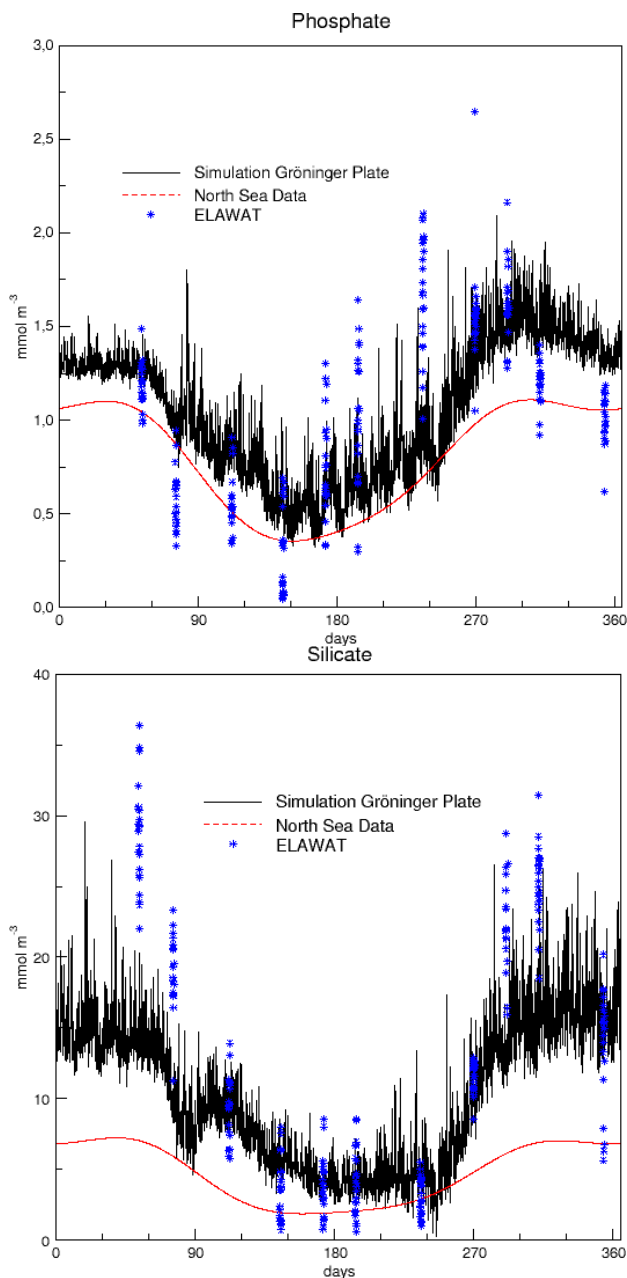 Phosphate
3,0
2,5
2,0
1,5
1,0
0,5
0,0
mmol m⁻³
Simulation Gröninger Plate
North Sea Data
ELAWAT
0 90 180 270 360
days
Silicate
40
30
20
10
0
mmol m⁻³
Simulation Gröninger Plate
North Sea Data
ELAWAT
0 90 180 270 360
days